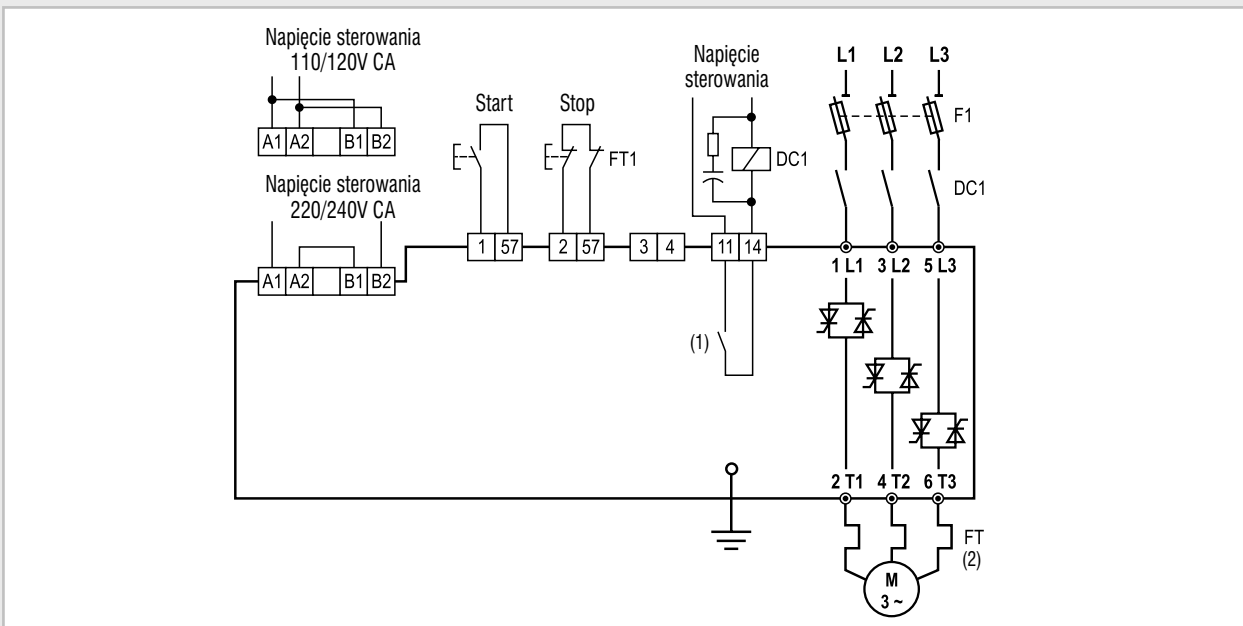 Napięcie sterowania
110/120V CA
A1 A2 B1 B2
Napięcie sterowania
220/240V CA
A1 A2 B1 B2
Start
1 57
Stop
FT1
2 57
3 4
Napięcie
sterowania
DC1
11 14
(1)
L1 L2 L3
F1
DC1
1 L1 3 L2 5 L3
2 T1 4 T2 6 T3
FT
(2)
M
3 ~